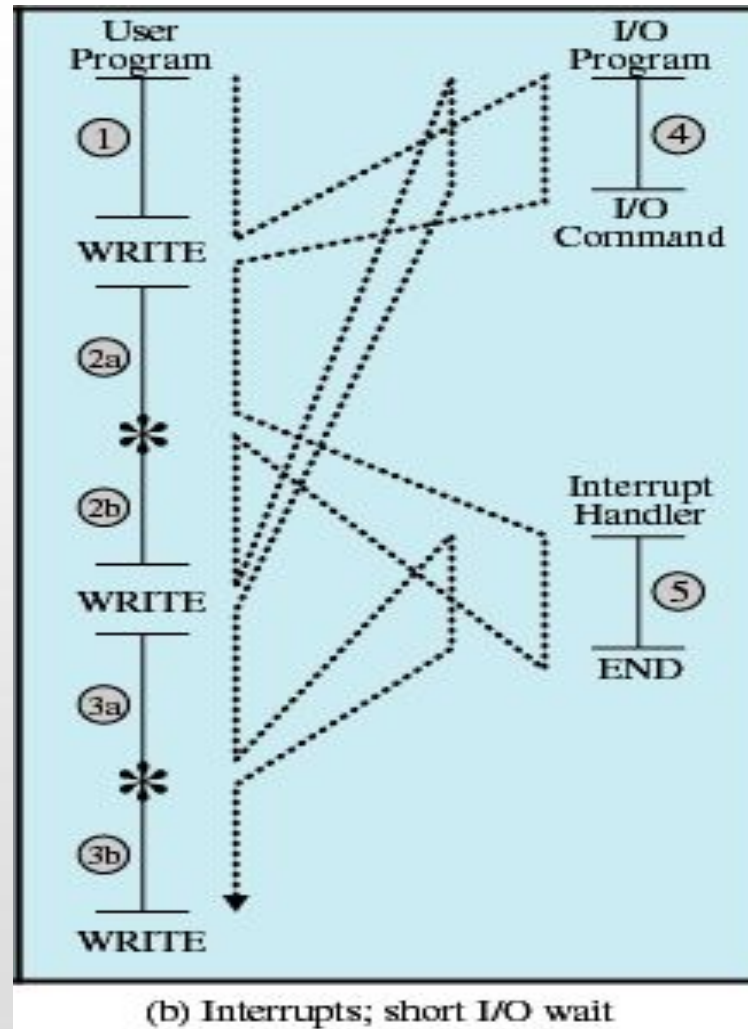 User
Program
1
WRITE
2a
2b
WRITE
3a
3b
WRITE
I/O
Program
4
I/O
Command
Interrupt
Handler
5
END
(b) Interrupts; short I/O wait